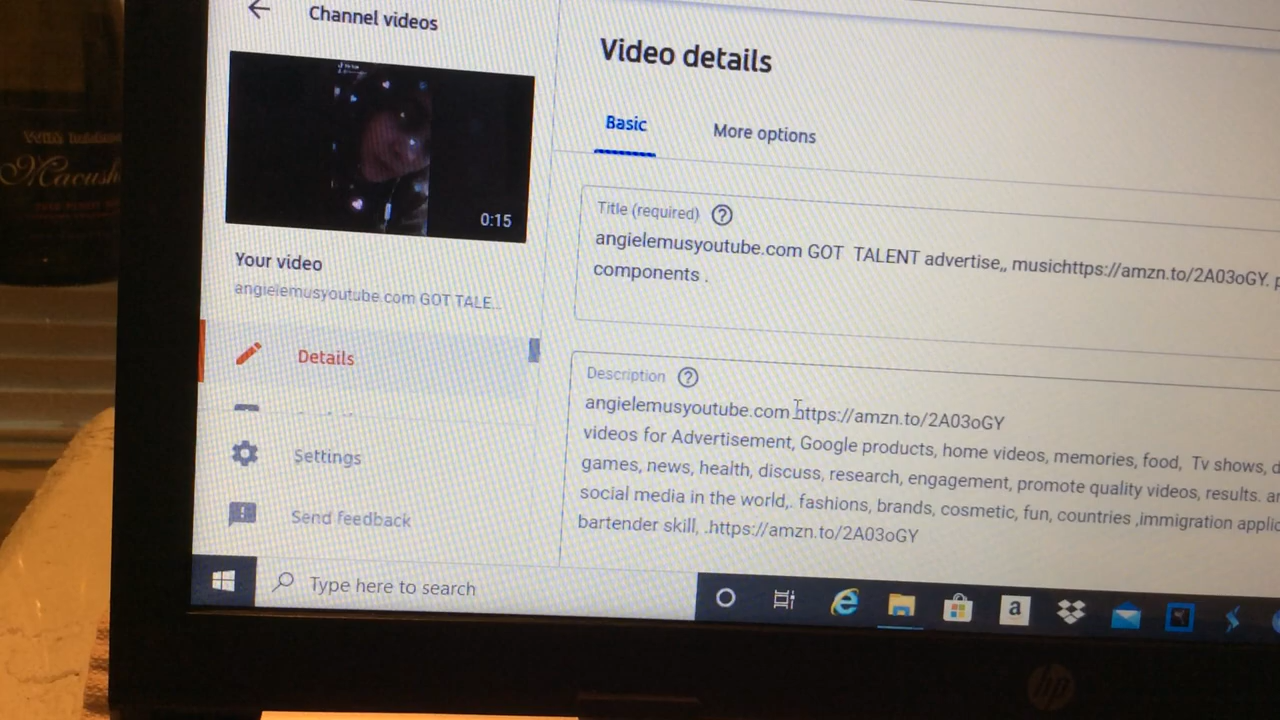 Channel videos
Video details
Basic
More options
0:15
Title (required)
angielemusyoutube.com GOT TALENT advertise,, musichttps://amzn.to/2A03oGY. p
components .
Your video
angielemusyoutube.com GOT TALE...
Details
Description
angielemusyoutube.com https://amzn.to/2A03oGY
videos for Advertisement, Google products, home videos, memories, food, Tv shows, d
games, news, health, discuss, research, engagement, promote quality videos, results. ar
social media in the world,. fashions, brands, cosmetic, fun, countries ,immigration applic
bartender skill, .https://amzn.to/2A03oGY
Settings
Send feedback
Type here to search
a
hp